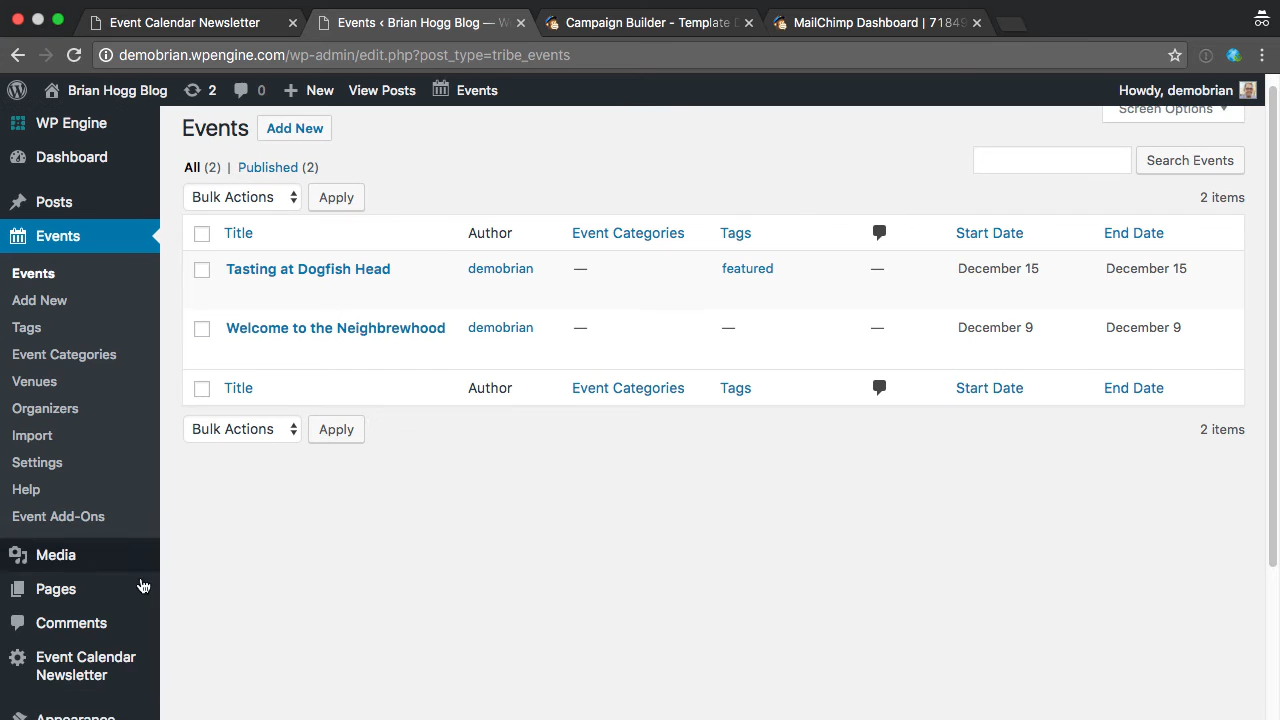 Event Calendar Newsletter
Events ‹ Brian Hogg Blog — W
Campaign Builder - Template D
MailChimp Dashboard | 71849
demobrian.wpengine.com/wp-admin/edit.php?post_type=tribe_events
Brian Hogg Blog 2 0 New View Posts Events Howdy, demobrian
WP Engine
Dashboard
Posts
Events
Events
Add New
Tags
Event Categories
Venues
Organizers
Import
Settings
Help
Event Add-Ons
Media
Pages
Comments
Event Calendar
Newsletter
Appearance
Events Add New
Screen Options
All (2) | Published (2)
Search Events
Bulk Actions Apply 2 items
Title Author Event Categories Tags Start Date End Date
Tasting at Dogfish Head demobrian — featured — December 15 December 15
Welcome to the Neighbrewhood demobrian — — — December 9 December 9
Title Author Event Categories Tags Start Date End Date
Bulk Actions Apply 2 items